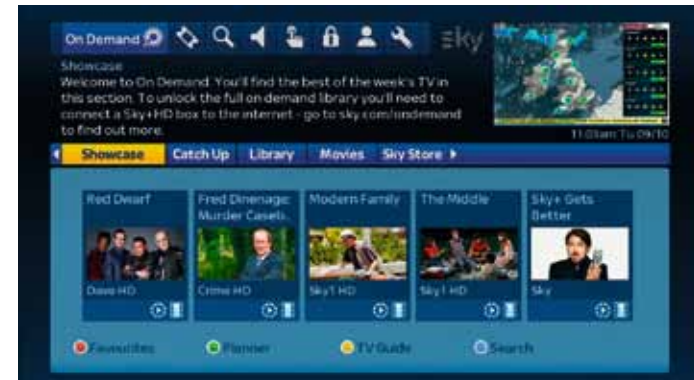 On Demand
sky
Showcase
Welcome to On Demand. You'll find the best of the week's TV in
this section. To unlock the full on demand library you'll need to
connect a Sky+HD box to the internet - go to sky.com/ondemand
to find out more.
11:03am Tu 09/10
Showcase Catch Up Library Movies Sky Store
Red Dwarf
Fred Dinenage:
Murder Caseb..
Modern Family
The Middle
Sky+ Gets
Better
Dave HD
Crime HD
Sky1 HD
Sky1 HD
Sky
Favourites Planner TV Guide Search